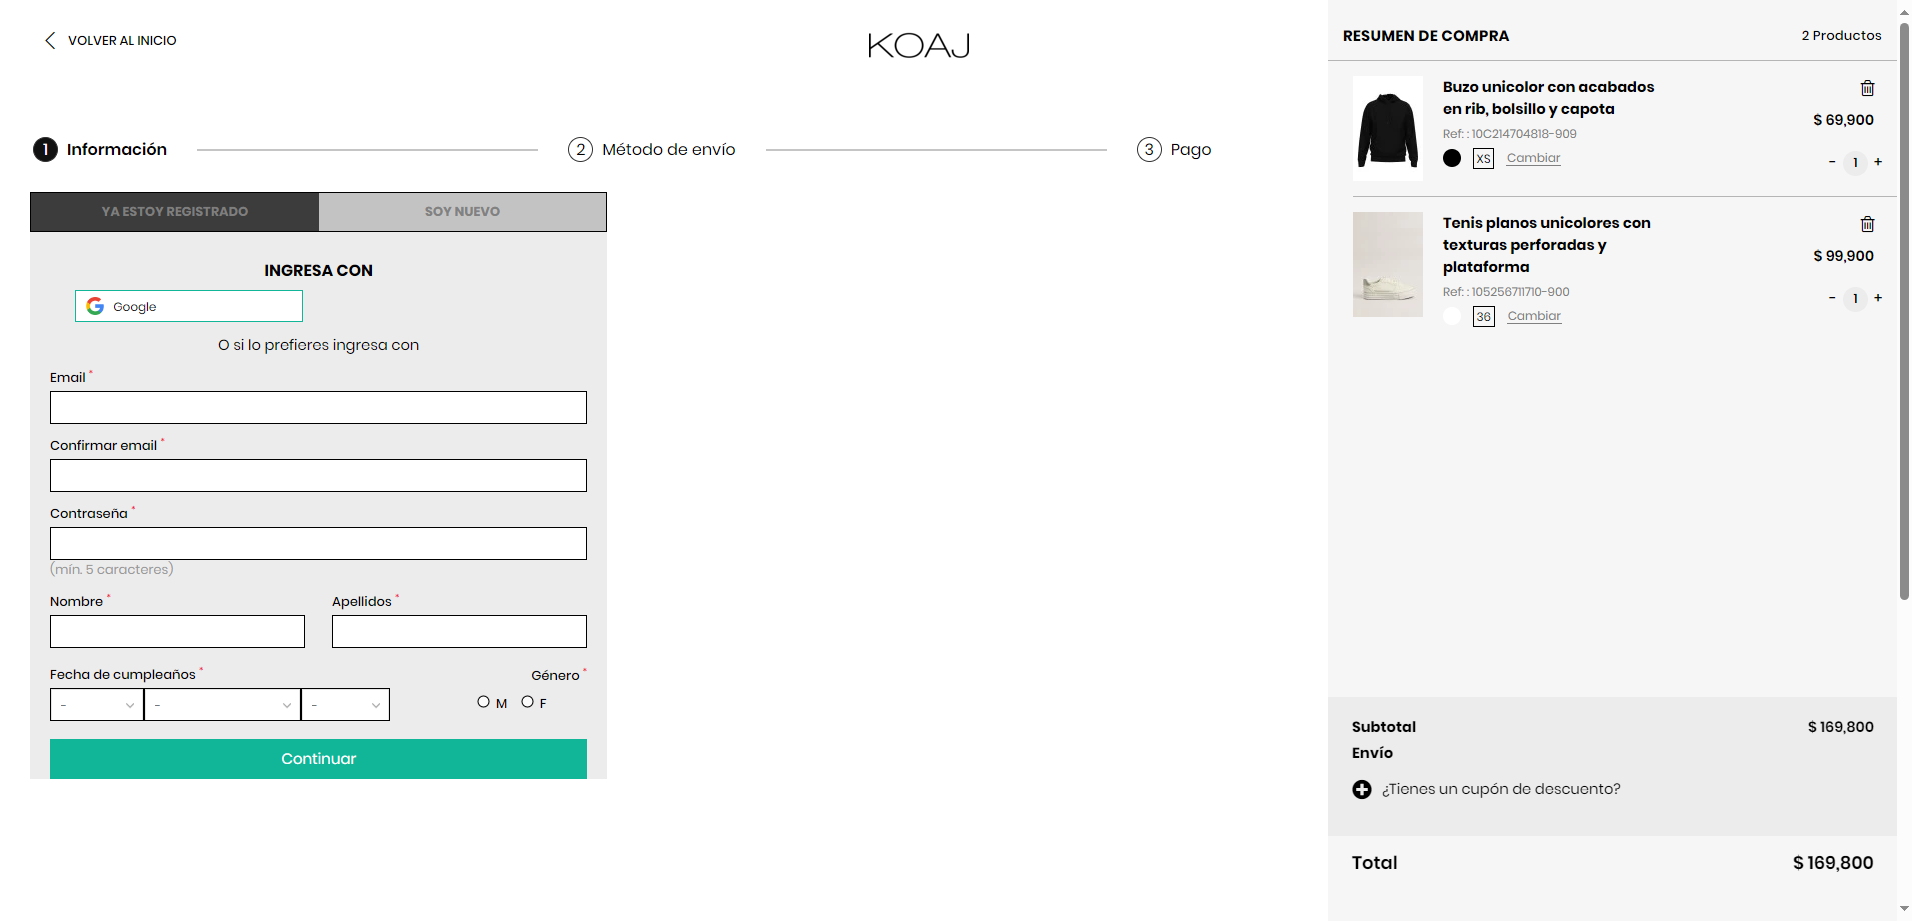 VOLVER AL INICIO
KOAJ
1 Información
2 Método de envío
3 Pago
YA ESTOY REGISTRADO
SOY NUEVO
INGRESA CON
Google
O si lo prefieres ingresa con
Email *
Confirmar email *
Contraseña *
(mín. 5 caracteres)
Nombre *
Apellidos *
Fecha de cumpleaños *
Género *
- - -
M F
Continuar
RESUMEN DE COMPRA
2 Productos
Buzo unicolor con acabados
en rib, bolsillo y capota
$ 69,900
Ref: : 10C214704818-909
XS Cambiar
- 1 +
Tenis planos unicolores con
texturas perforadas y
plataforma
$ 99,900
Ref: : 105256711710-900
36 Cambiar
- 1 +
Subtotal $ 169,800
Envío
¿Tienes un cupón de descuento?
Total $ 169,800